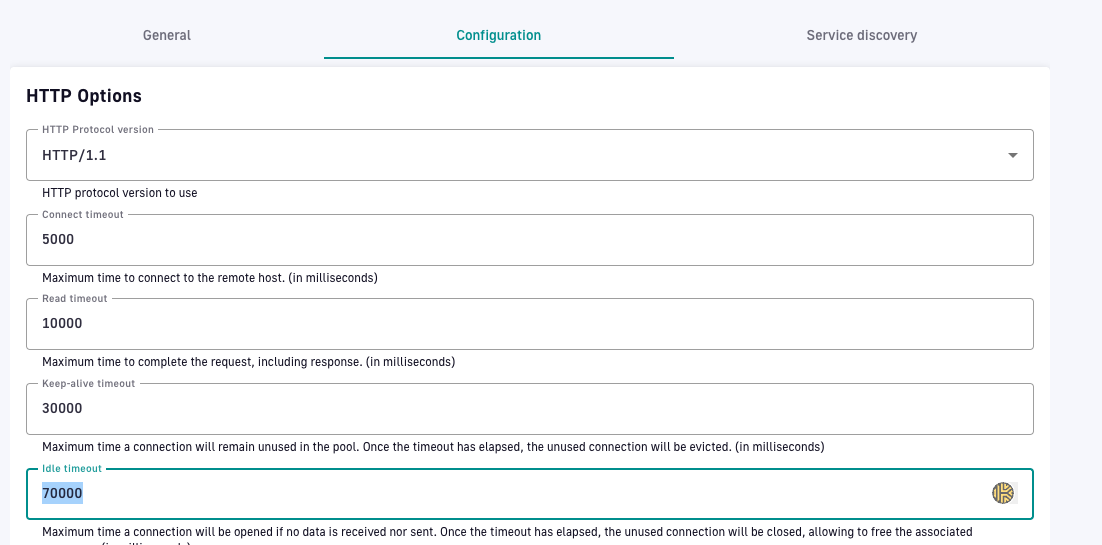 General
Configuration
Service discovery
HTTP Options
HTTP Protocol version
HTTP/1.1
HTTP protocol version to use
Connect timeout
5000
Maximum time to connect to the remote host. (in milliseconds)
Read timeout
10000
Maximum time to complete the request, including response. (in milliseconds)
Keep-alive timeout
30000
Maximum time a connection will remain unused in the pool. Once the timeout has elapsed, the unused connection will be evicted. (in milliseconds)
Idle timeout
70000
Maximum time a connection will be opened if no data is received nor sent. Once the timeout has elapsed, the unused connection will be closed, allowing to free the associated